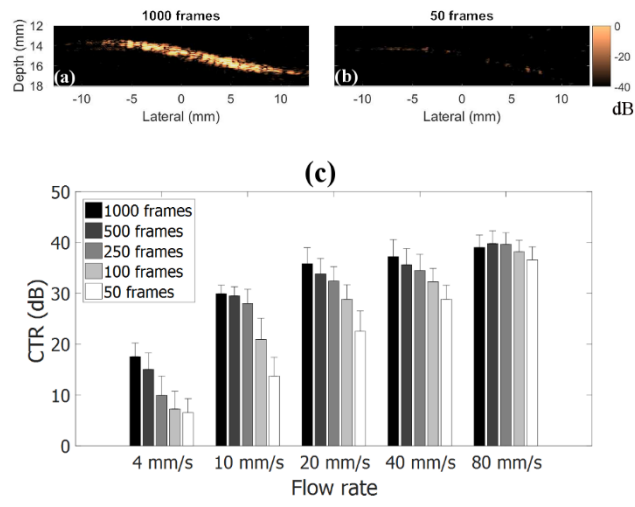 1000 frames
50 frames
Depth (mm)
12
14
16
18
(a)
(b)
0
-20
-40
dB
-10 -5 0 5 10
-10 -5 0 5 10
Lateral (mm)
Lateral (mm)
(c)
CTR (dB)
50
40
30
20
10
0
1000 frames
500 frames
250 frames
100 frames
50 frames
4 mm/s 10 mm/s 20 mm/s 40 mm/s 80 mm/s
Flow rate